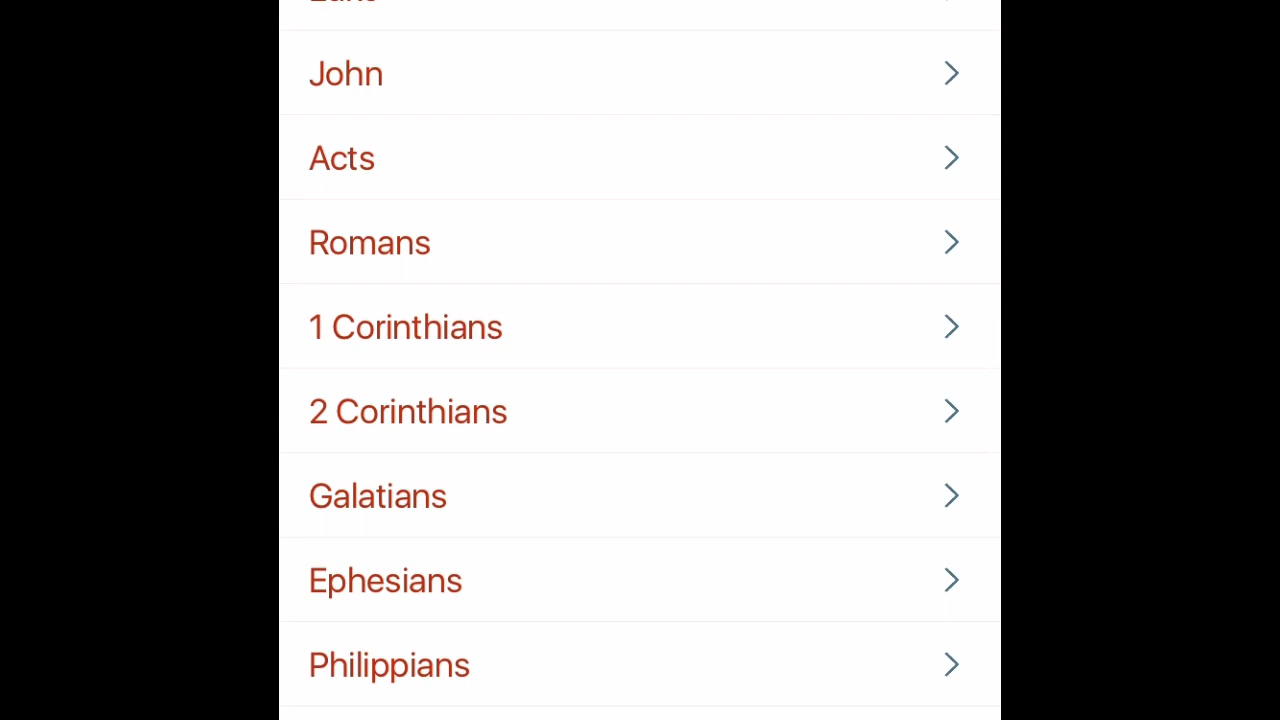 John
Acts
Romans
1 Corinthians
2 Corinthians
Galatians
Ephesians
Philippians